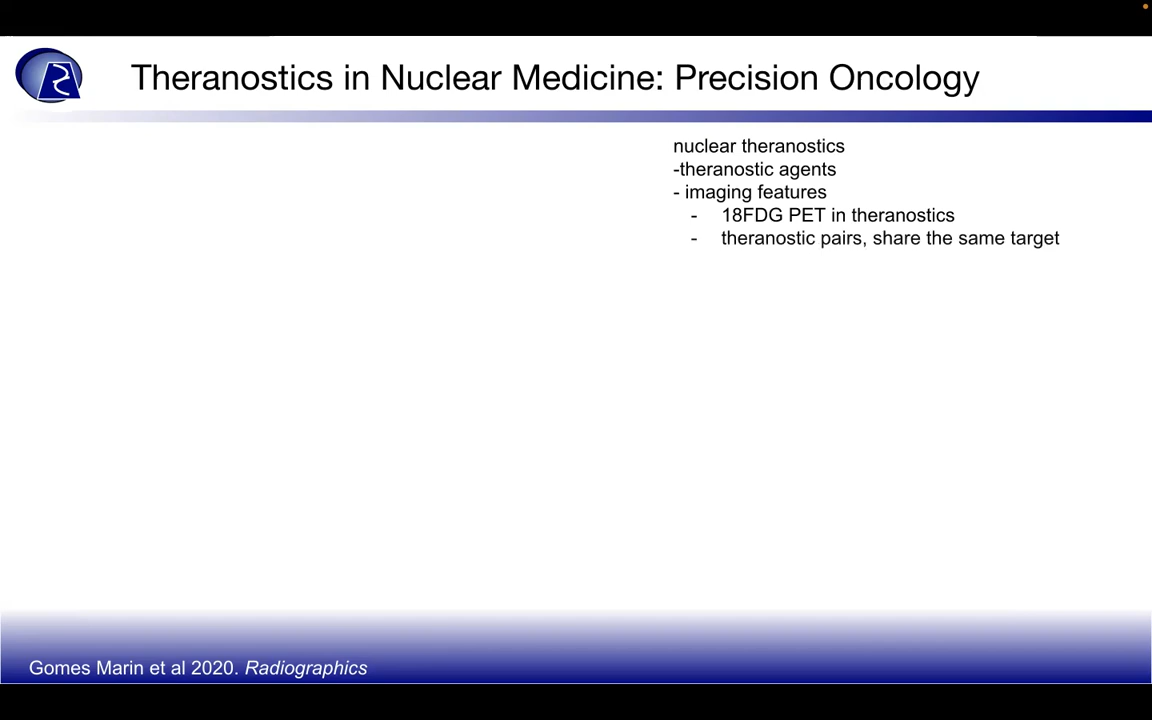 Theranostics in Nuclear Medicine: Precision Oncology
nuclear theranostics
-theranostic agents
- imaging features
- 18FDG PET in theranostics
- theranostic pairs, share the same target
Gomes Marin et al 2020. Radiographics